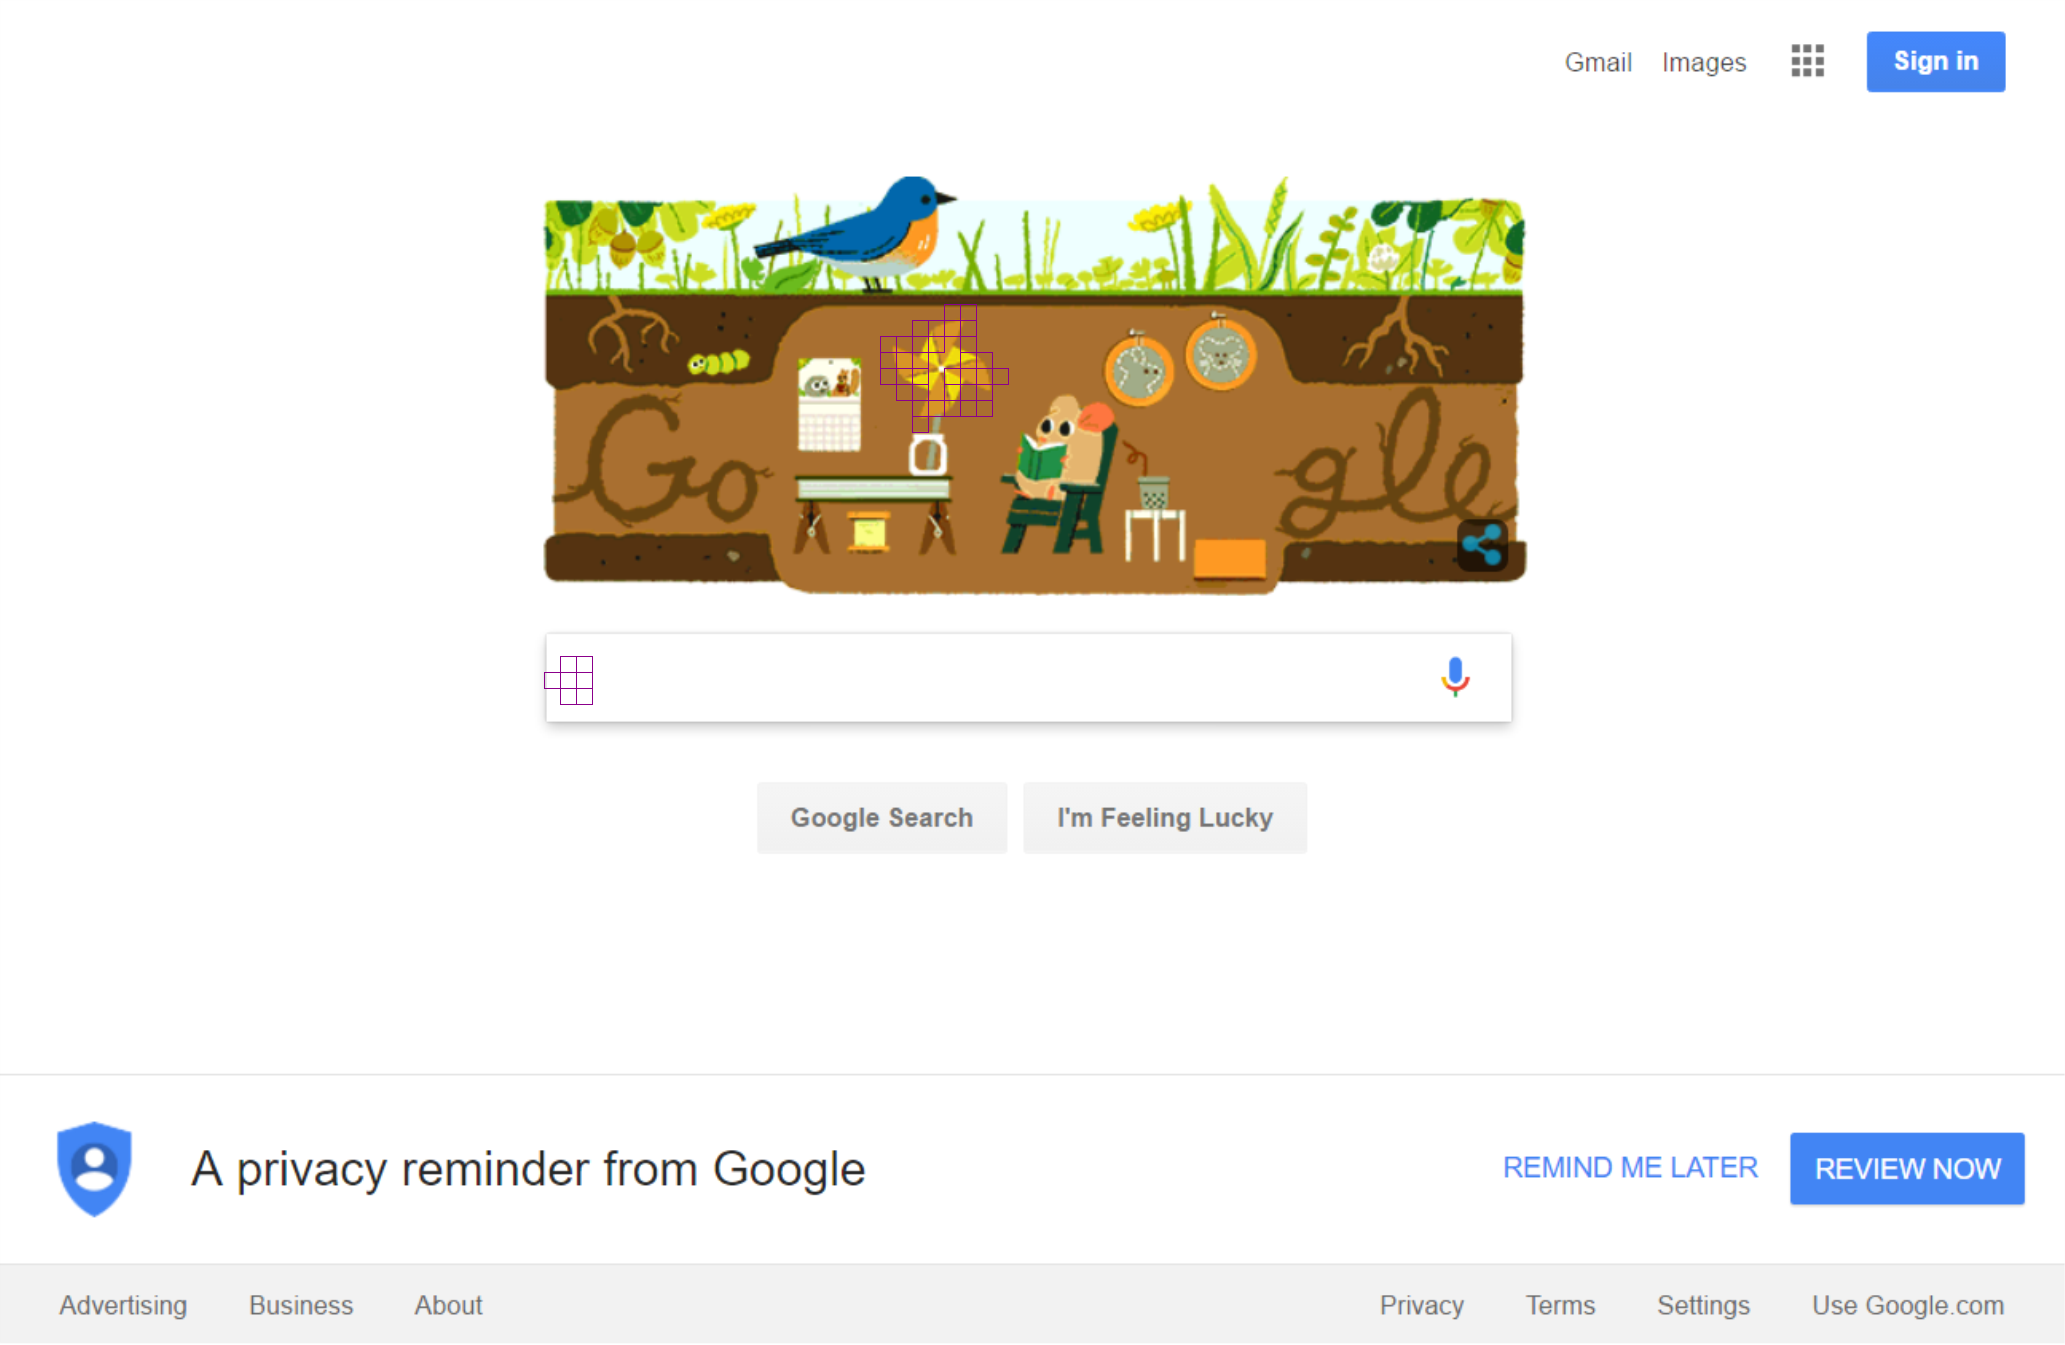 Gmail Images Sign in
Go gle
Google Search I'm Feeling Lucky
A privacy reminder from Google REMIND ME LATER REVIEW NOW
Advertising Business About Privacy Terms Settings Use Google.com